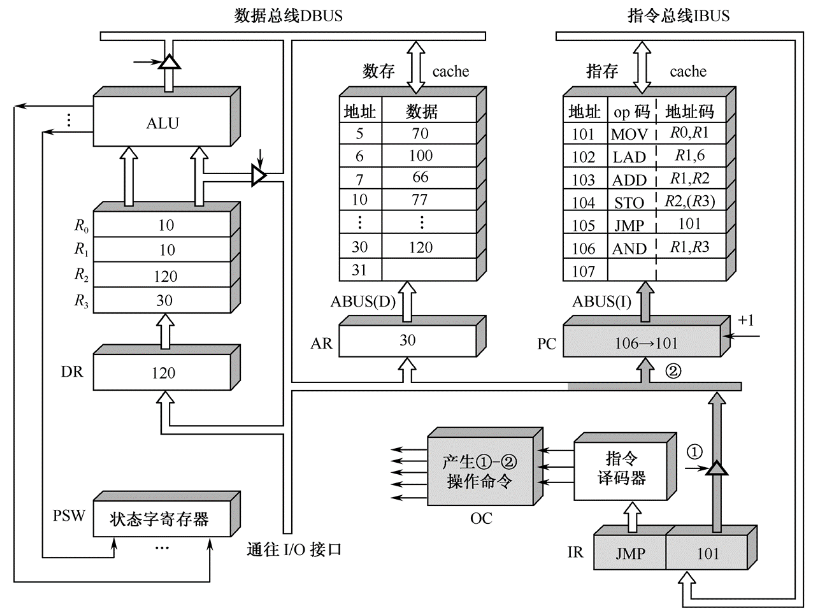 数据总线DBUS
指令总线IBUS
数存 cache
指存 cache
ALU
地址 数据
5 70
6 100
7 66
10 77
⋮ ⋮
30 120
31
地址 op 码 地址码
101 MOV R0,R1
102 LAD R1,6
103 ADD R1,R2
104 STO R2,(R3)
105 JMP 101
106 AND R1,R3
107
R₀ 10
R₁ 10
R₂ 120
R₃ 30
ABUS(D)
ABUS(I)
AR 30
PC 106→101
+1
DR 120
②
①
产生①-②
操作命令
OC
指令
译码器
PSW 状态字寄存器
…
通往 I/O 接口
IR JMP 101